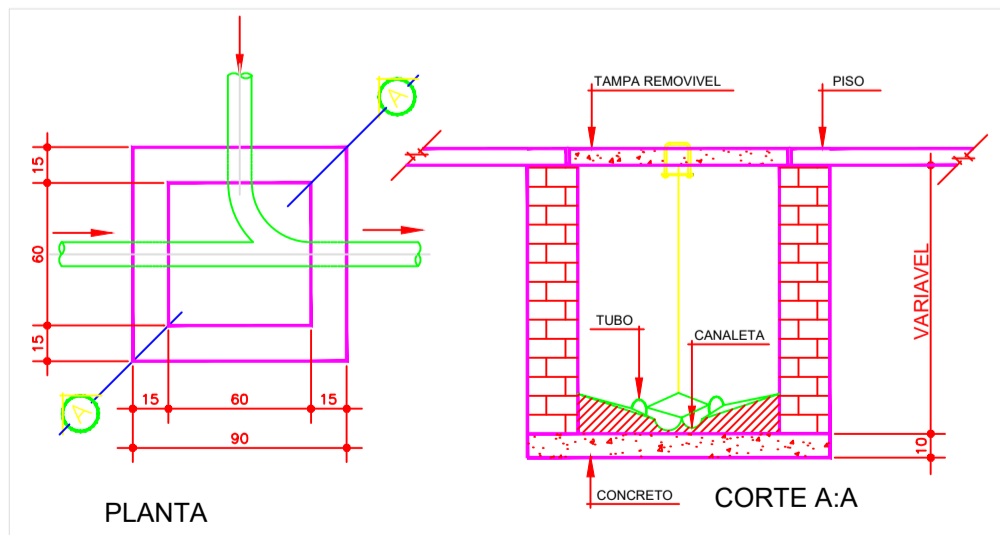 A
TAMPA REMOVIVEL
PISO
15
60
15
TUBO
CANALETA
VARIAVEL
A
15
60
15
90
10
CONCRETO
CORTE A:A
PLANTA